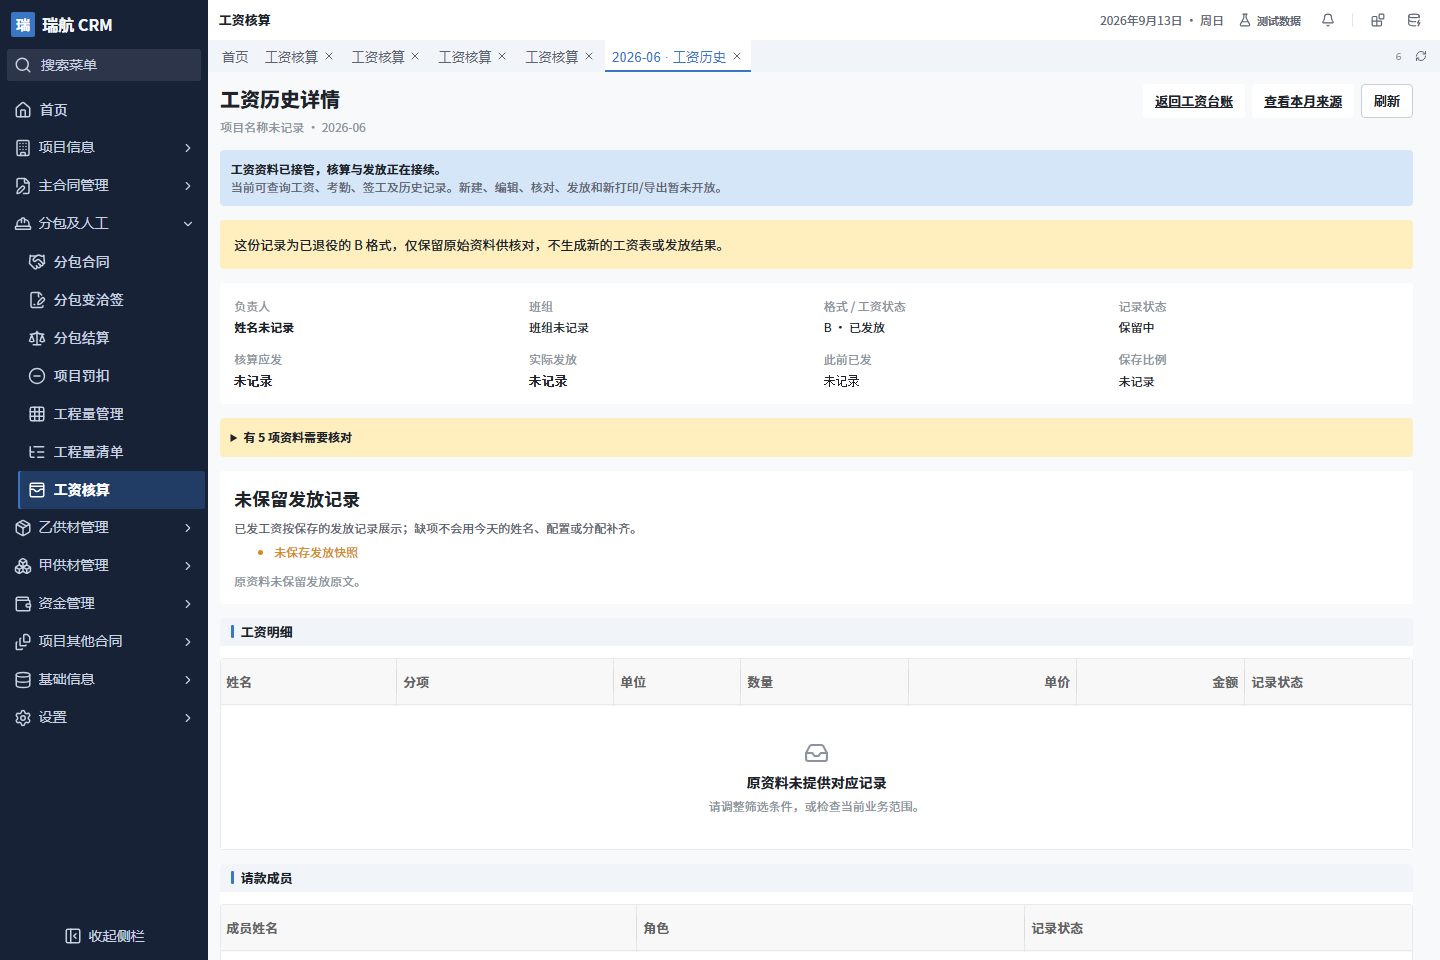 瑞 瑞航 CRM
搜索菜单
首页
项目信息
主合同管理
分包及人工
分包合同
分包变洽签
分包结算
项目罚扣
工程量管理
工程量清单
工资核算
乙供材管理
甲供材管理
资金管理
项目其他合同
基础信息
设置
收起侧栏
工资核算
2026年9月13日 • 周日 测试数据
首页 工资核算 × 工资核算 × 工资核算 × 工资核算 × 2026-06 · 工资历史 × 6
工资历史详情
项目名称未记录 • 2026-06
返回工资台账 查看本月来源 刷新
工资资料已接管，核算与发放正在接续。
当前可查询工资、考勤、签工及历史记录。新建、编辑、核对、发放和新打印/导出暂未开放。
这份记录为已退役的 B 格式，仅保留原始资料供核对，不生成新的工资表或发放结果。
负责人 班组 格式 / 工资状态 记录状态
姓名未记录 班组未记录 B • 已发放 保留中
核算应发 实际发放 此前已发 保存比例
未记录 未记录 未记录 未记录
有 5 项资料需要核对
未保留发放记录
已发工资按保存的发放记录展示；缺项不会用今天的姓名、配置或分配补齐。
• 未保存发放快照
原资料未保留发放原文。
工资明细
姓名 分项 单位 数量 单价 金额 记录状态
原资料未提供对应记录
请调整筛选条件，或检查当前业务范围。
请款成员
成员姓名 角色 记录状态